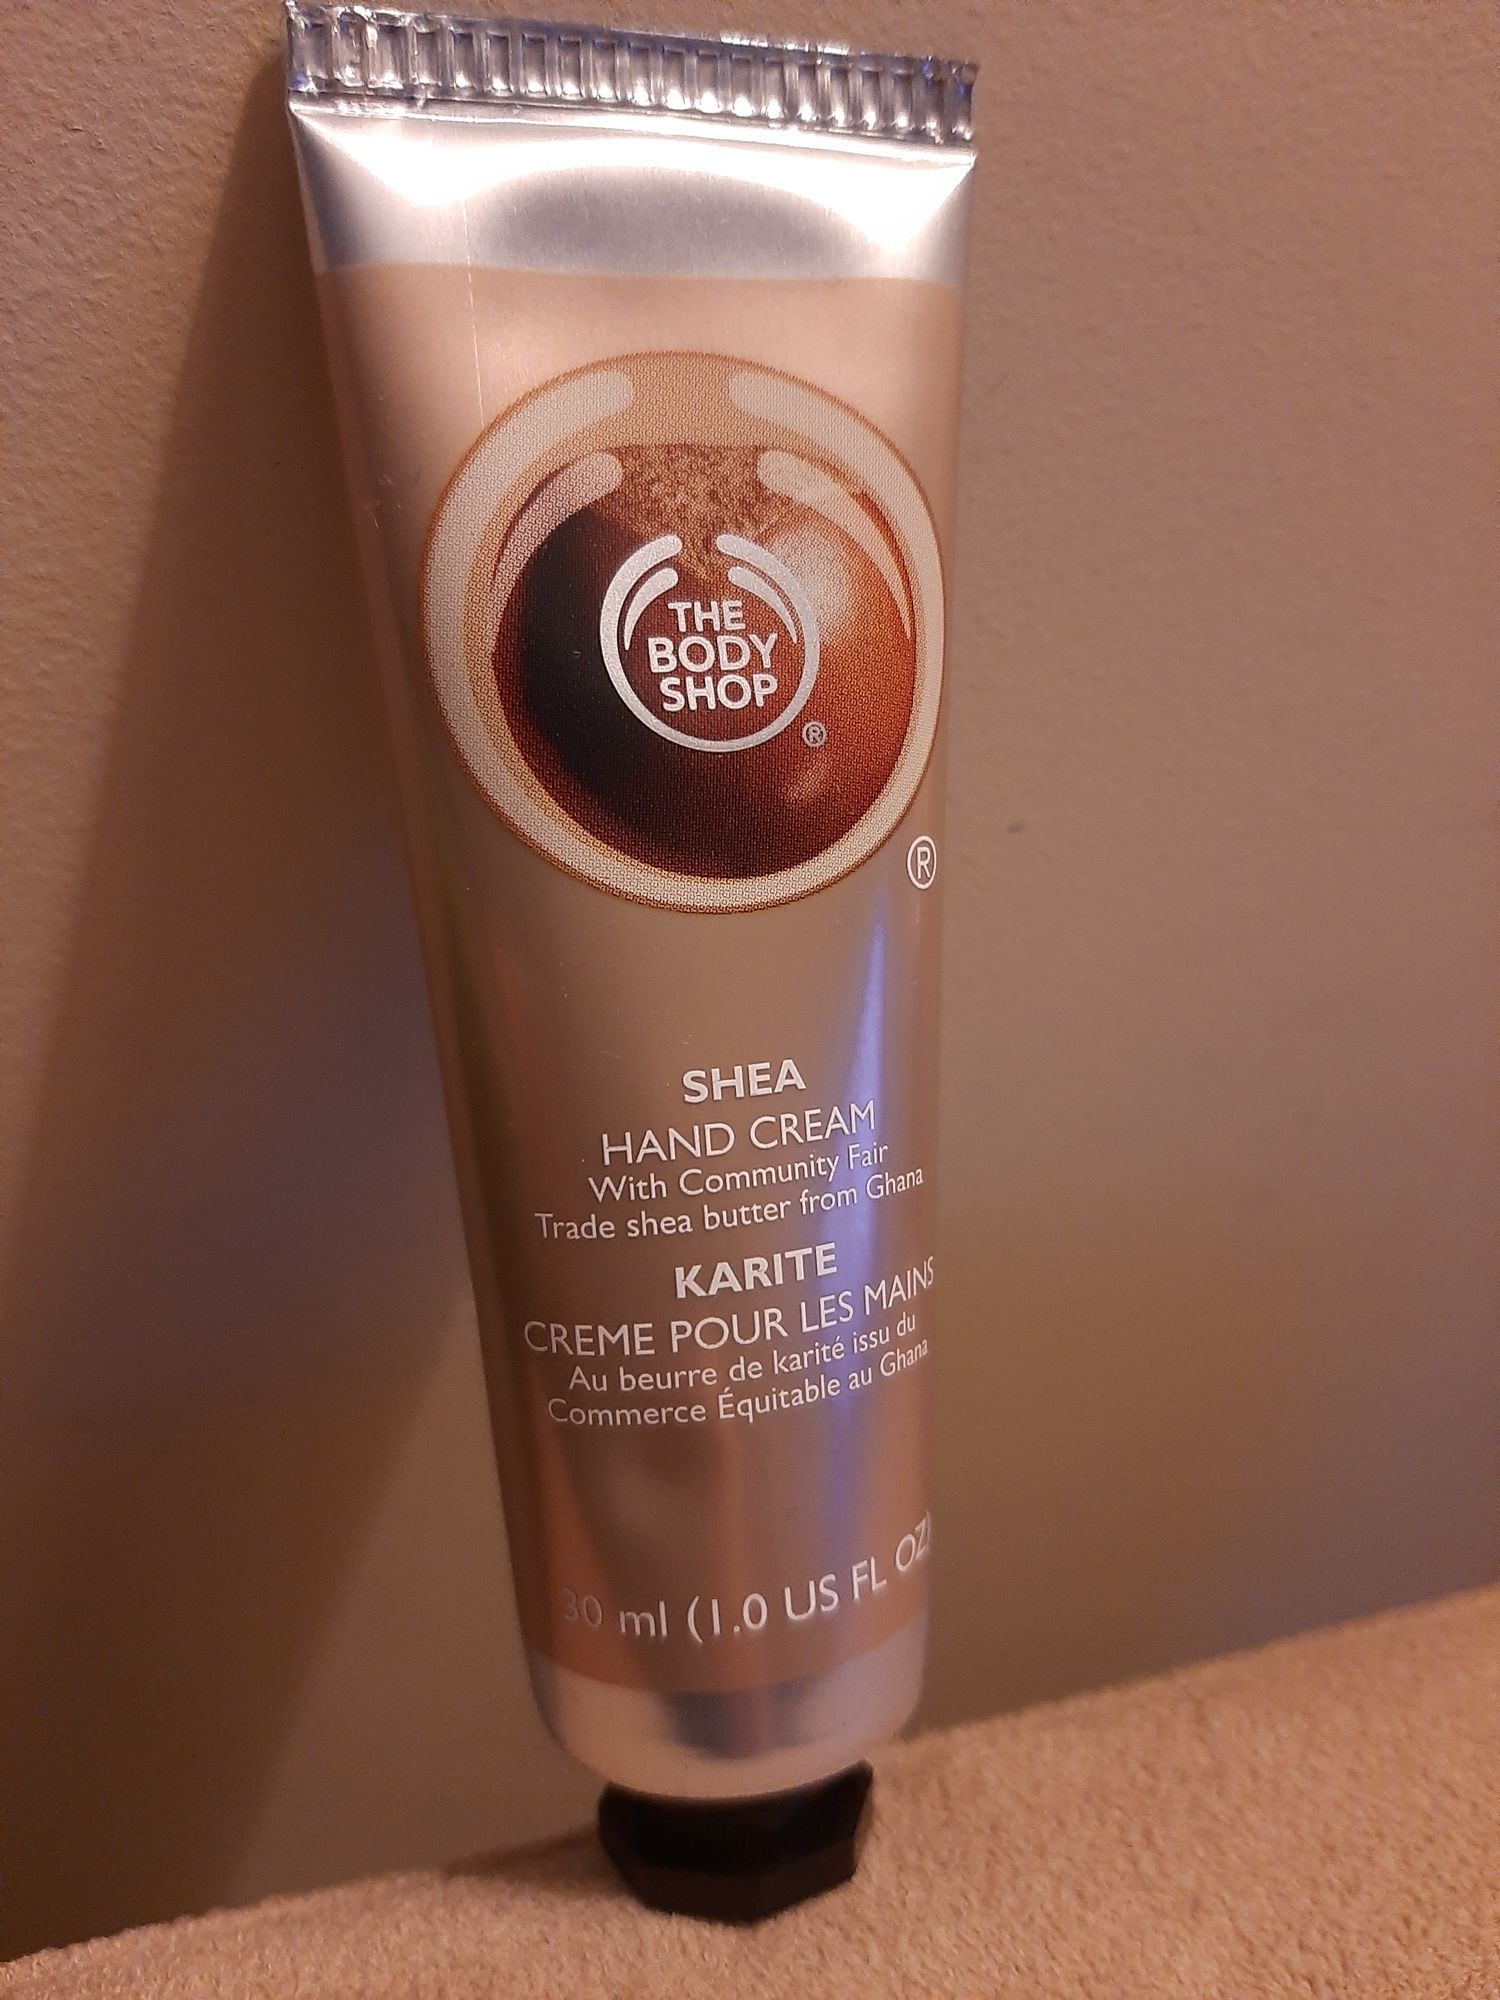 THE
BODY
SHOP
®
®
SHEA
HAND CREAM
With Community Fair
Trade shea butter from Ghana
KARITE
CREME POUR LES MAINS
Au beurre de karité issu du
Commerce Équitable au Ghana
30 ml (1.0 US FL OZ)